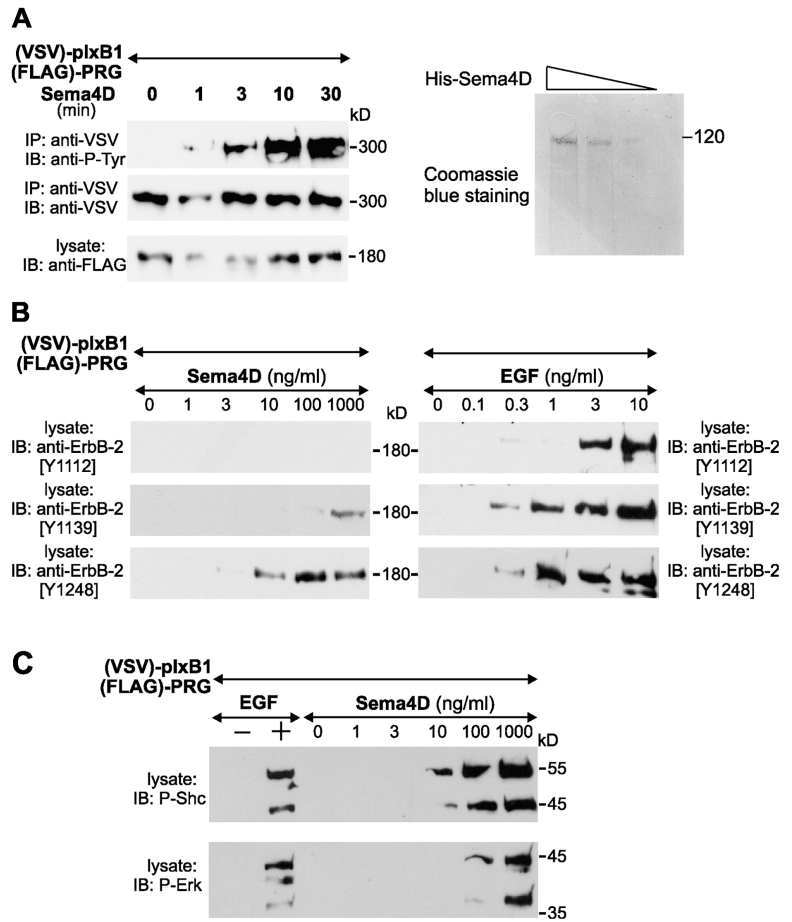 A
(VSV)-plxB1
(FLAG)-PRG
Sema4D 0 1 3 10 30
(min)
kD
IP: anti-VSV
IB: anti-P-Tyr
300
IP: anti-VSV
IB: anti-VSV
300
lysate:
IB: anti-FLAG
180
His-Sema4D
120
Coomassie
blue staining
B
(VSV)-plxB1
(FLAG)-PRG
Sema4D (ng/ml)
0 1 3 10 100 1000
kD
EGF (ng/ml)
0 0.1 0.3 1 3 10
lysate:
IB: anti-ErbB-2
[Y1112]
-180-
lysate:
IB: anti-ErbB-2
[Y1112]
lysate:
IB: anti-ErbB-2
[Y1139]
-180-
lysate:
IB: anti-ErbB-2
[Y1139]
lysate:
IB: anti-ErbB-2
[Y1248]
-180-
lysate:
IB: anti-ErbB-2
[Y1248]
C
(VSV)-plxB1
(FLAG)-PRG
EGF
− +
Sema4D (ng/ml)
0 1 3 10 100 1000
kD
lysate:
IB: P-Shc
-55
-45
lysate:
IB: P-Erk
-45
-35